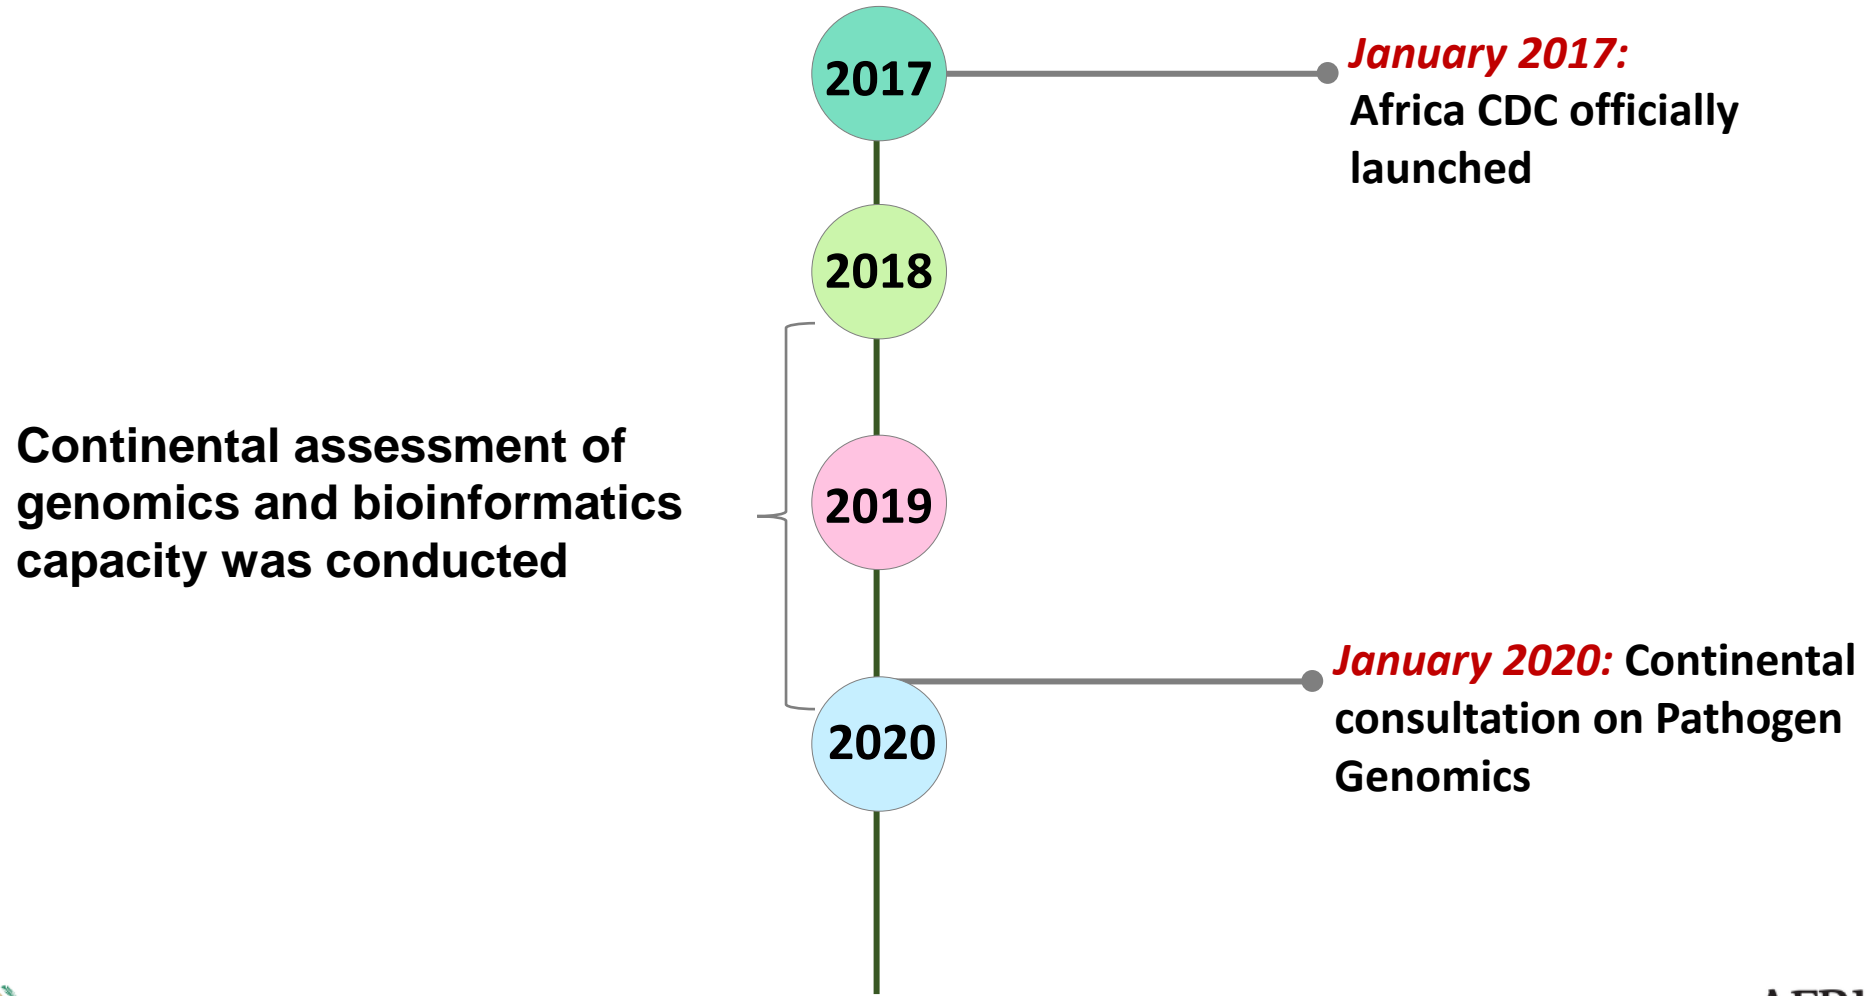 2017
January 2017:
Africa CDC officially
launched
2018
Continental assessment of
genomics and bioinformatics
capacity was conducted
2019
January 2020: Continental
consultation on Pathogen
Genomics
2020